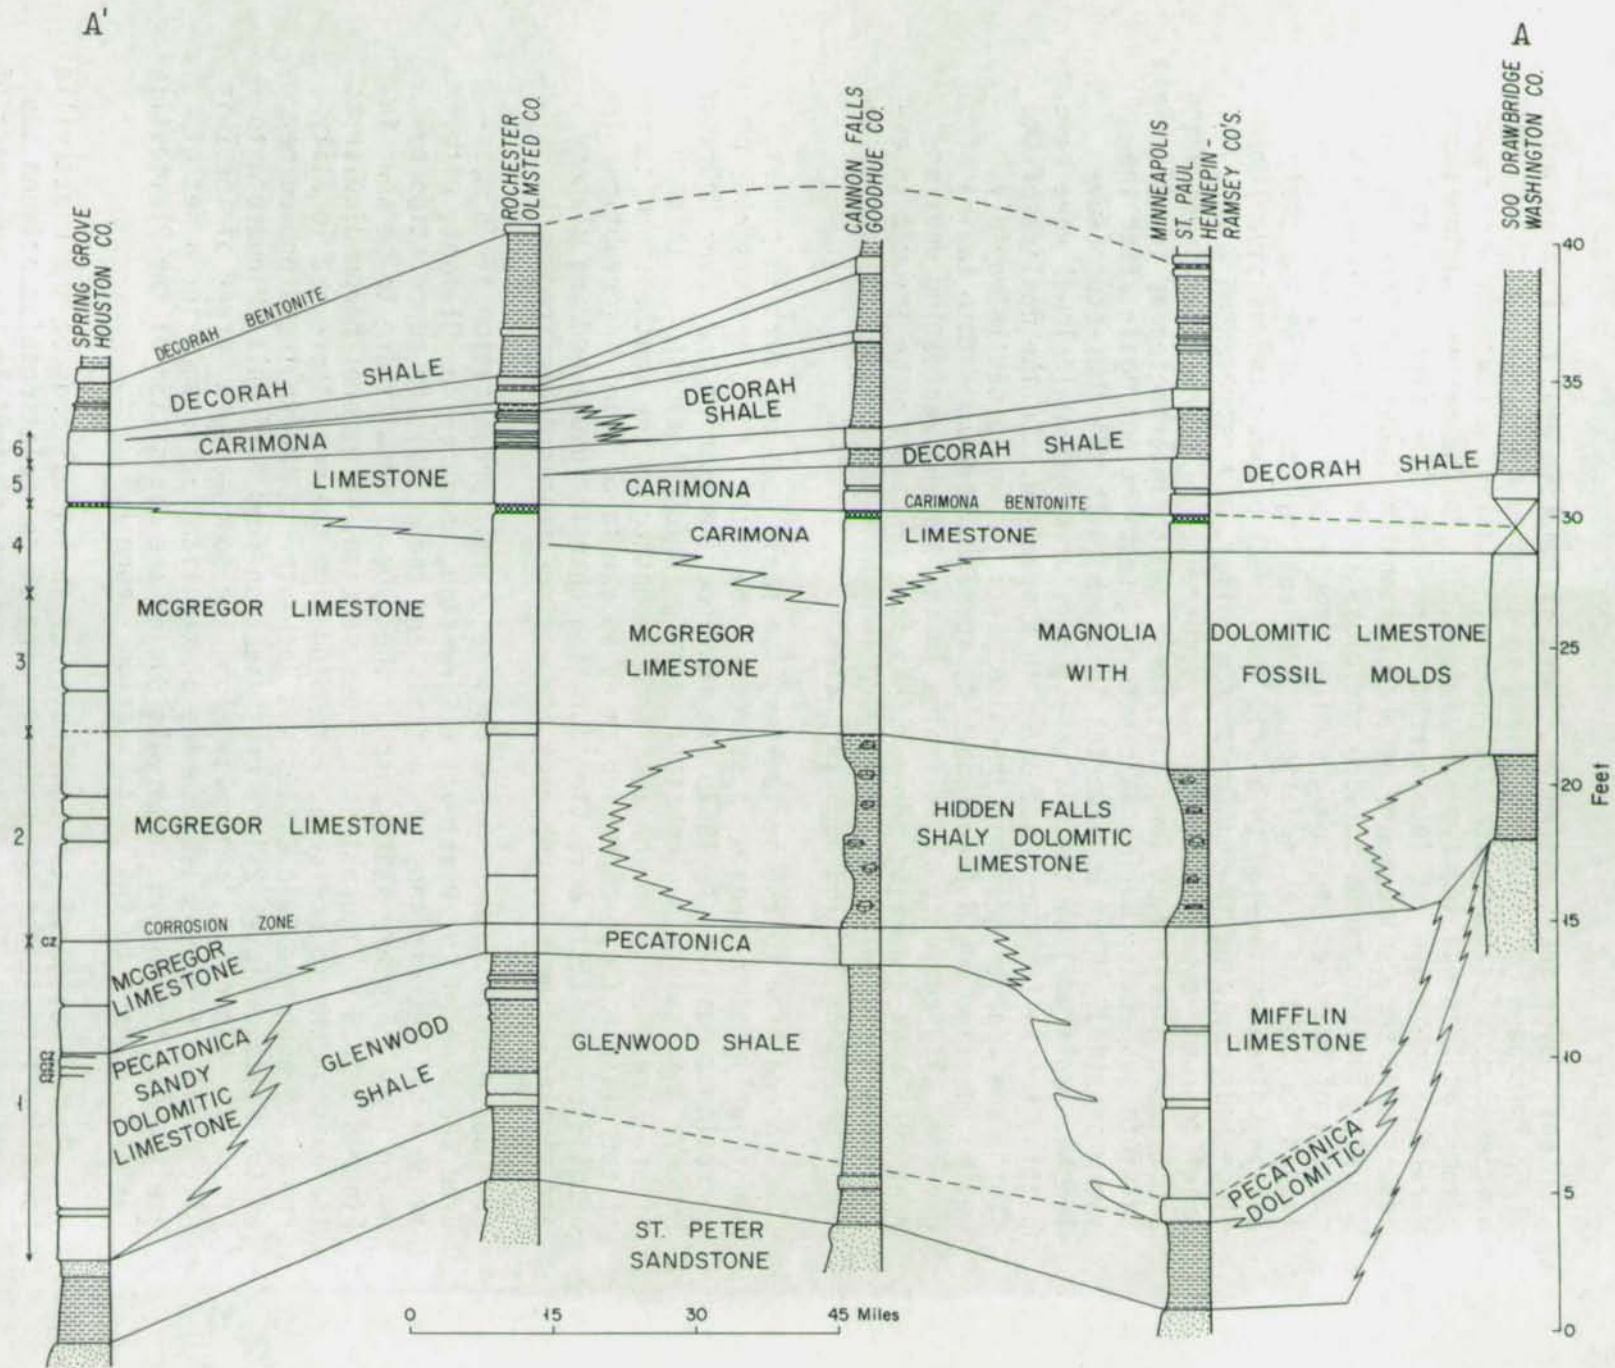 A'
A
SPRING GROVE
HOUSTON CO.
ROCHESTER
OLMSTED CO.
CANNON FALLS
GOODHUE CO.
MINNEAPOLIS
ST. PAUL
HENNEPIN-
RAMSEY CO'S.
SOO DRAWBRIDGE
WASHINGTON CO.
DECORAH BENTONITE
DECORAH SHALE
CARIMONA
LIMESTONE
DECORAH
SHALE
CARIMONA
DECORAH SHALE
CARIMONA BENTONITE
DECORAH SHALE
CARIMONA LIMESTONE
MCGREGOR LIMESTONE
MCGREGOR
LIMESTONE
MAGNOLIA DOLOMITIC LIMESTONE
WITH FOSSIL MOLDS
MCGREGOR LIMESTONE
HIDDEN FALLS
SHALY DOLOMITIC
LIMESTONE
CORROSION ZONE
MCGREGOR
LIMESTONE
PECATONICA
PECATONICA
SANDY
DOLOMITIC
LIMESTONE
GLENWOOD
SHALE
GLENWOOD SHALE
MIFFLIN
LIMESTONE
PECATONICA
DOLOMITIC
ST. PETER
SANDSTONE
6
5
4
3
2
CZ
1
40
35
30
25
20
15
10
5
0
Feet
0 15 30 45 Miles